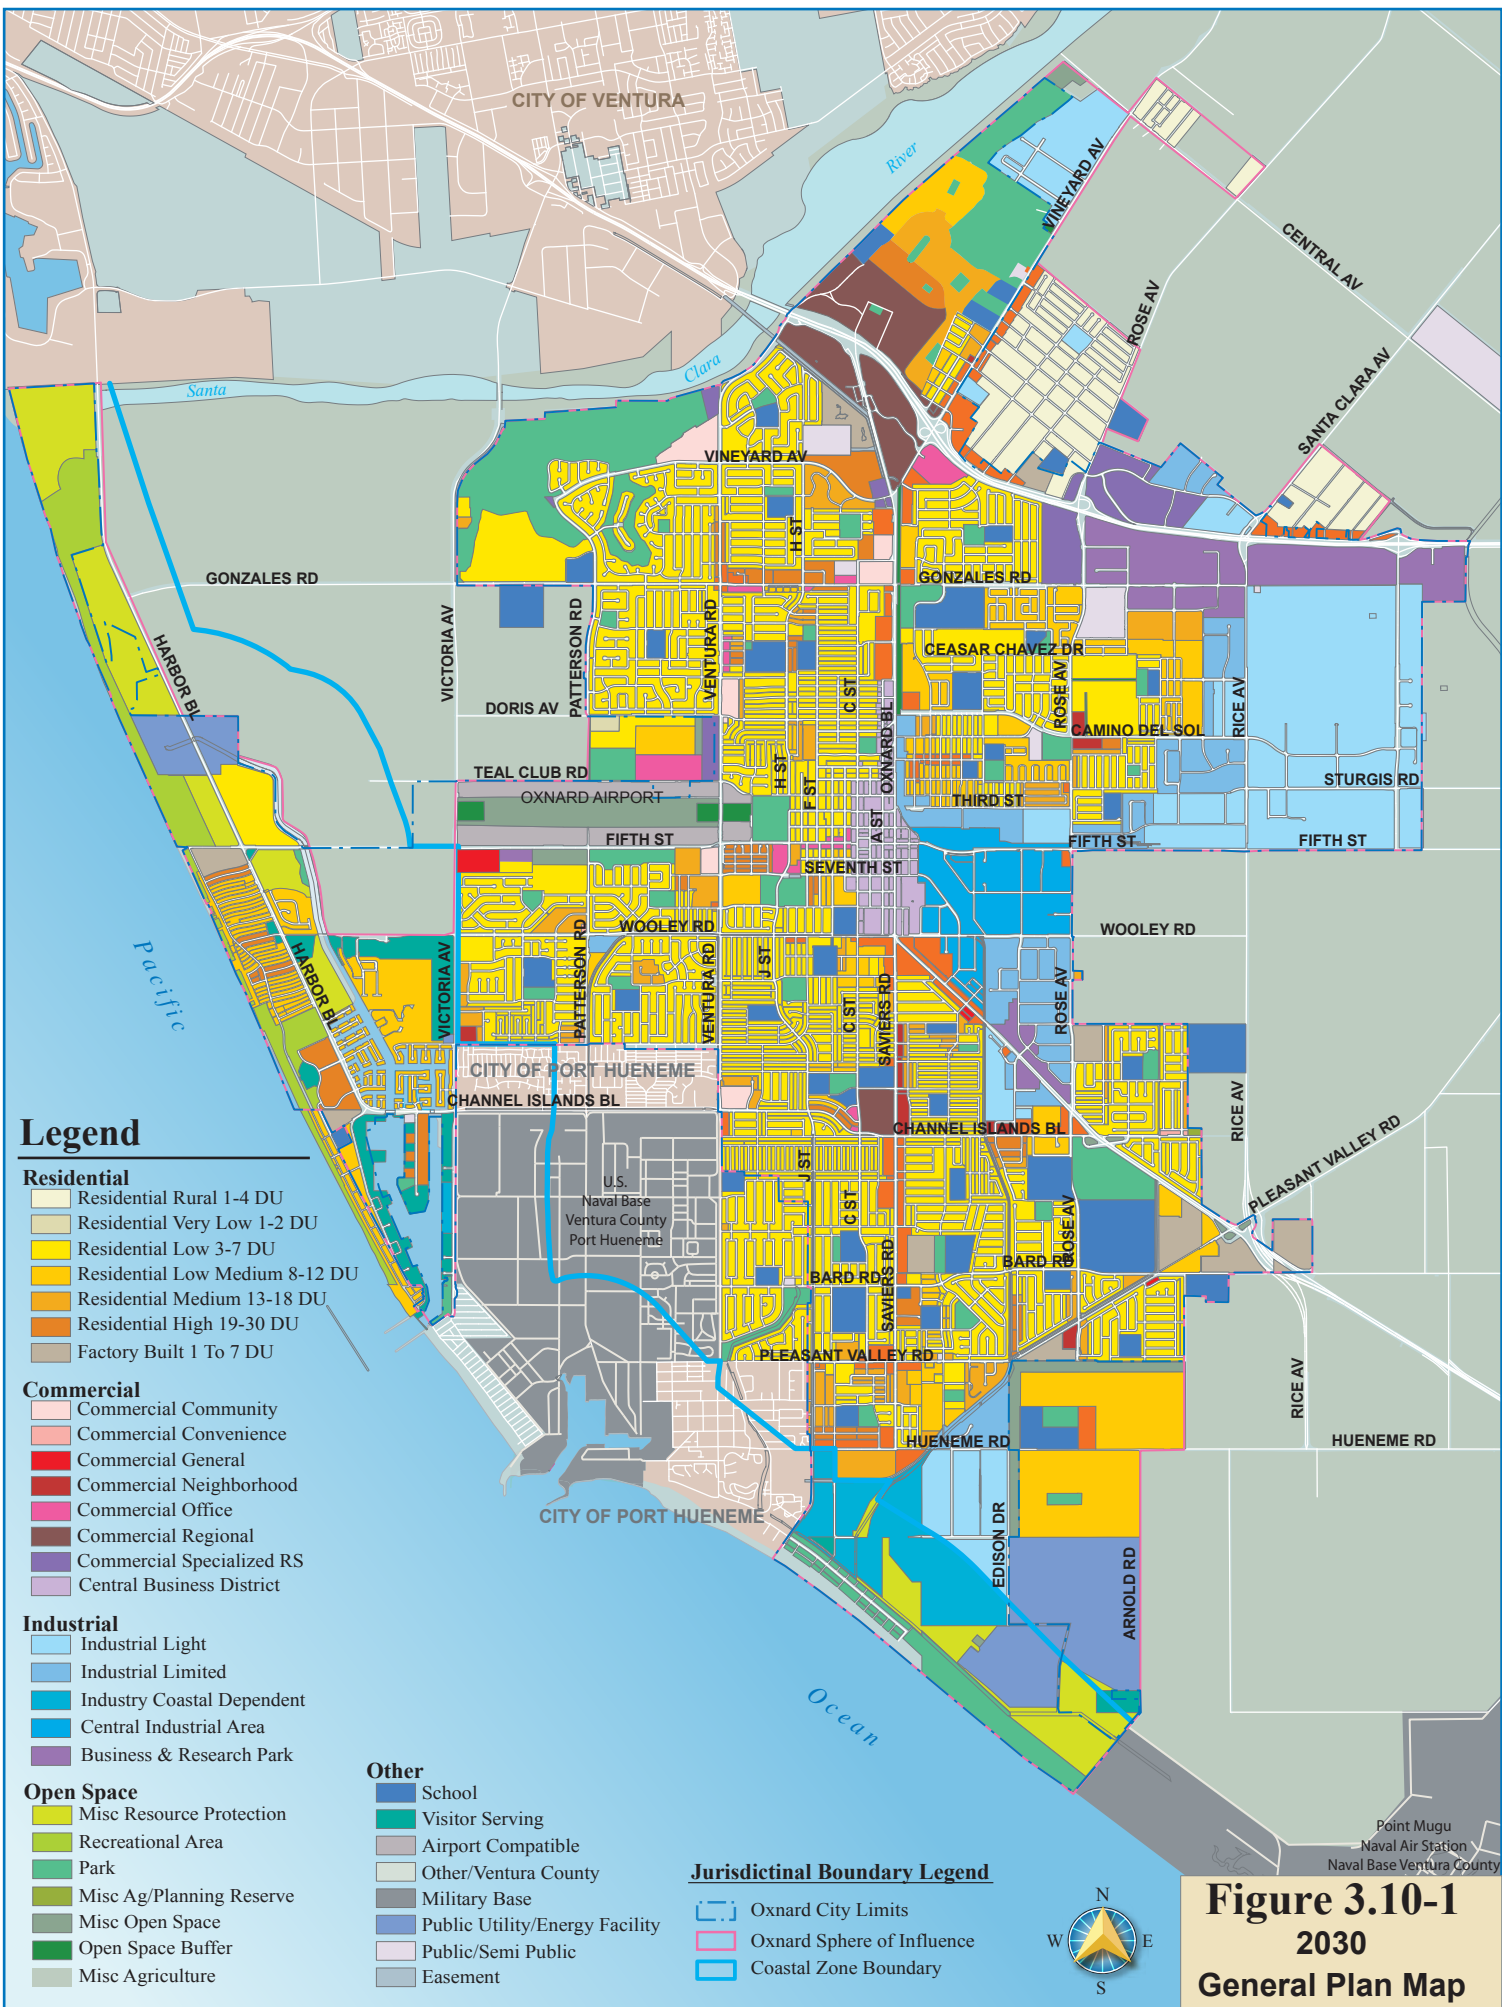 CITY OF VENTURA
River
VINEYARD AV
CENTRAL AV
ROSE AV
SANTA CLARA AV
Santa
Clara
VINEYARD AV
H ST
GONZALES RD
GONZALES RD
HARBOR BL
VICTORIA AV
PATTERSON RD
VENTURA RD
CEASAR CHAVEZ DR
C ST
ROSE AV
RICE AV
DORIS AV
OXNARD BL
CAMINO DEL SOL
TEAL CLUB RD
H ST
F ST
STURGIS RD
OXNARD AIRPORT
THIRD ST
A ST
FIFTH ST
FIFTH ST
FIFTH ST
SEVENTH ST
WOOLEY RD
WOOLEY RD
Pacific
HARBOR BL
VICTORIA AV
PATTERSON RD
VENTURA RD
J ST
C ST
SAVIERS RD
ROSE AV
CITY OF PORT HUENEME
CHANNEL ISLANDS BL
CHANNEL ISLANDS BL
RICE AV
PLEASANT VALLEY RD
U.S.
Naval Base
Ventura County
Port Hueneme
J ST
C ST
ROSE AV
BARD RD
BARD RD
SAVIERS RD
PLEASANT VALLEY RD
RICE AV
HUENEME RD
HUENEME RD
CITY OF PORT HUENEME
EDISON DR
ARNOLD RD
Ocean
Point Mugu
Naval Air Station
Naval Base Ventura County
Legend
Residential
Residential Rural 1-4 DU
Residential Very Low 1-2 DU
Residential Low 3-7 DU
Residential Low Medium 8-12 DU
Residential Medium 13-18 DU
Residential High 19-30 DU
Factory Built 1 To 7 DU
Commercial
Commercial Community
Commercial Convenience
Commercial General
Commercial Neighborhood
Commercial Office
Commercial Regional
Commercial Specialized RS
Central Business District
Industrial
Industrial Light
Industrial Limited
Industry Coastal Dependent
Central Industrial Area
Business & Research Park
Open Space
Misc Resource Protection
Recreational Area
Park
Misc Ag/Planning Reserve
Misc Open Space
Open Space Buffer
Misc Agriculture
Other
School
Visitor Serving
Airport Compatible
Other/Ventura County
Military Base
Public Utility/Energy Facility
Public/Semi Public
Easement
Jurisdictinal Boundary Legend
Oxnard City Limits
Oxnard Sphere of Influence
Coastal Zone Boundary
N
W
E
S
Figure 3.10-1
2030
General Plan Map